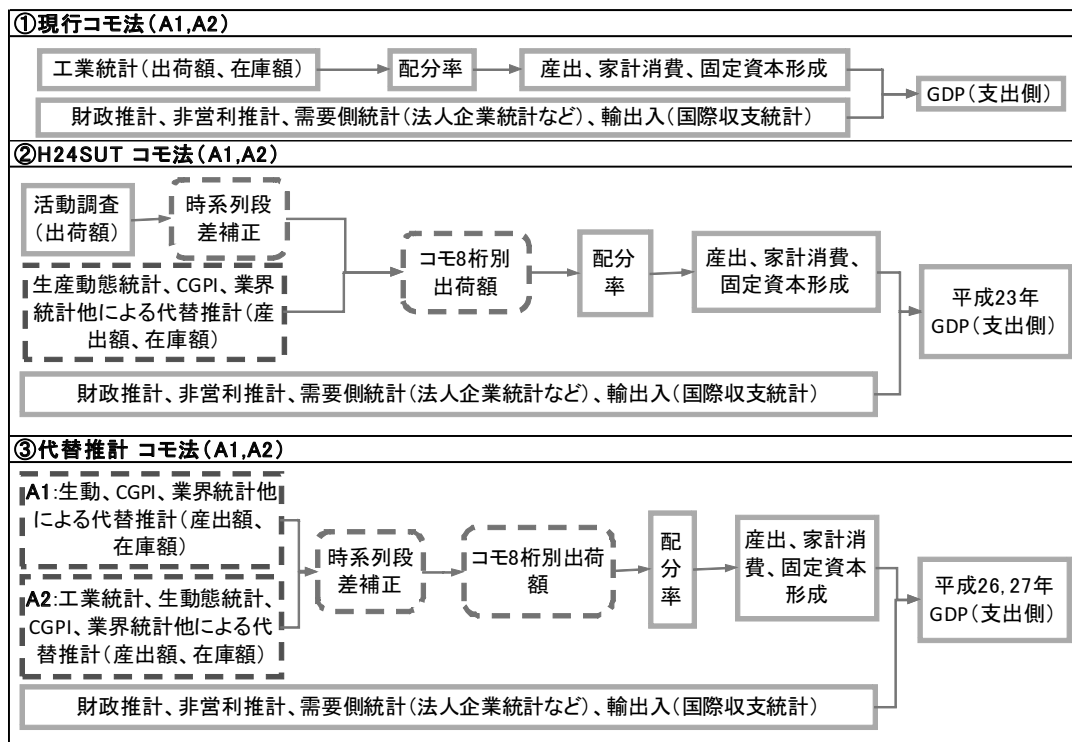 ①現行コモ法(A1,A2)
工業統計(出荷額、在庫額)
配分率
産出、家計消費、固定資本形成
GDP(支出側)
財政推計、非営利推計、需要側統計(法人企業統計など)、輸出入(国際収支統計)
②H24SUT コモ法(A1,A2)
活動調査
(出荷額)
時系列段
差補正
生産動態統計、CGPI、業界
統計他による代替推計(産
出額、在庫額)
コモ8桁別
出荷額
配分
率
産出、家計消費、
固定資本形成
平成23年
GDP(支出側)
財政推計、非営利推計、需要側統計(法人企業統計など)、輸出入(国際収支統計)
③代替推計 コモ法(A1,A2)
A1:生動、CGPI、業界統計他
による代替推計(産出額、
在庫額)
A2:工業統計、生動態統計、
CGPI、業界統計他による代
替推計(産出額、在庫額)
時系列段
差補正
コモ8桁別出荷
額
配
分
率
産出、家計消
費、固定資本
形成
平成26,27年
GDP(支出側)
財政推計、非営利推計、需要側統計(法人企業統計など)、輸出入(国際収支統計)